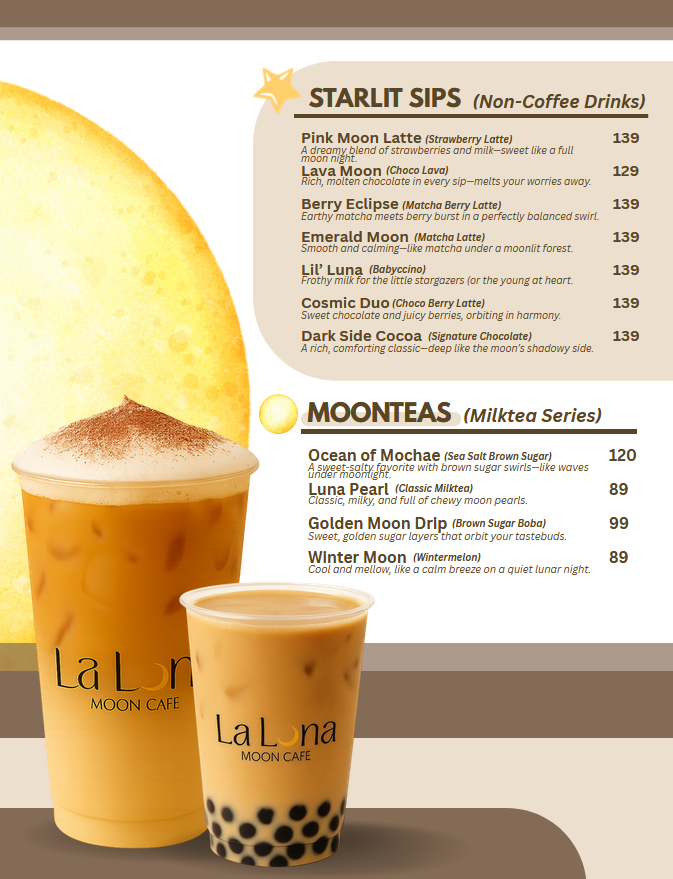 STARLIT SIPS (Non-Coffee Drinks)
Pink Moon Latte (Strawberry Latte) 139
A dreamy blend of strawberries and milk—sweet like a full
moon night.
Lava Moon (Choco Lava) 129
Rich, molten chocolate in every sip—melts your worries away.
Berry Eclipse (Matcha Berry Latte) 139
Earthy matcha meets berry burst in a perfectly balanced swirl.
Emerald Moon (Matcha Latte) 139
Smooth and calming—like matcha under a moonlit forest.
Lil’ Luna (Babyccino) 139
Frothy milk for the little stargazers (or the young at heart.
Cosmic Duo (Choco Berry Latte) 139
Sweet chocolate and juicy berries, orbiting in harmony.
Dark Side Cocoa (Signature Chocolate) 139
A rich, comforting classic—deep like the moon’s shadowy side.
MOONTEAS (Milktea Series)
Ocean of Mochae (Sea Salt Brown Sugar) 120
A sweet-salty favorite with brown sugar swirls—like waves
under moonlight.
Luna Pearl (Classic Milktea) 89
Classic, milky, and full of chewy moon pearls.
Golden Moon Drip (Brown Sugar Boba) 99
Sweet, golden sugar layers that orbit your tastebuds.
WInter Moon (Wintermelon) 89
Cool and mellow, like a calm breeze on a quiet lunar night.
La Lun
MOON CAFE
La Luna
MOON CAFE